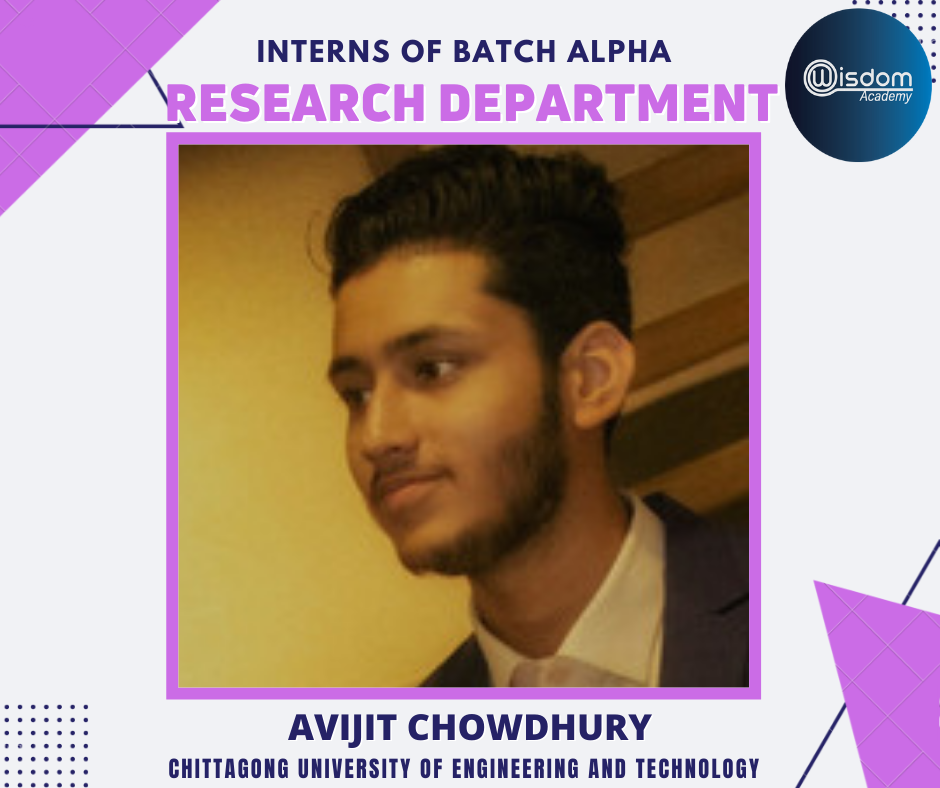 INTERNS OF BATCH ALPHA
RESEARCH DEPARTMENT
Wisdom
Academy
AVIJIT CHOWDHURY
CHITTAGONG UNIVERSITY OF ENGINEERING AND TECHNOLOGY